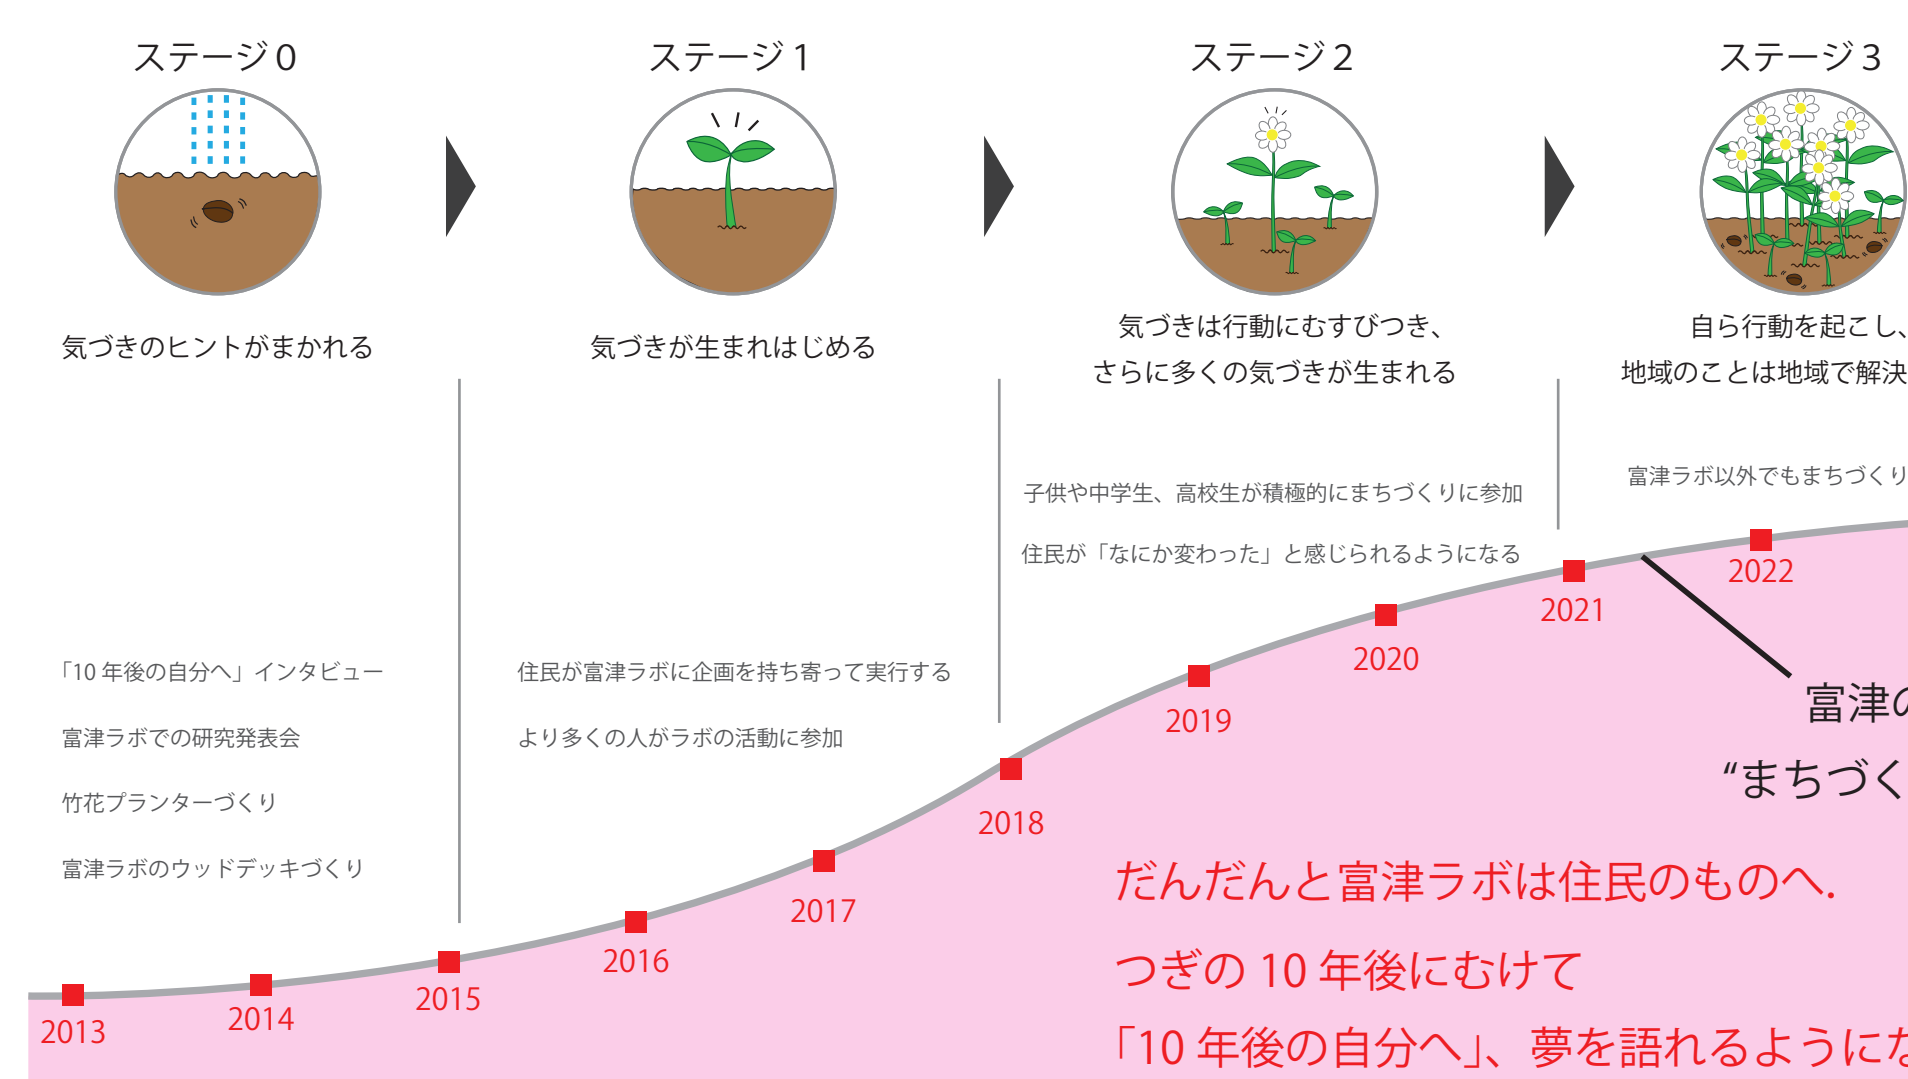 ステージ0
ステージ1
ステージ2
ステージ3
気づきのヒントがまかれる
気づきが生まれはじめる
気づきは行動にむすびつき、
さらに多くの気づきが生まれる
自ら行動を起こし、
地域のことは地域で解決
「10 年後の自分へ」インタビュー
富津ラボでの研究発表会
竹花プランターづくり
富津ラボのウッドデッキづくり
住民が富津ラボに企画を持ち寄って実行する
より多くの人がラボの活動に参加
子供や中学生、高校生が積極的にまちづくりに参加
住民が「なにか変わった」と感じられるようになる
富津ラボ以外でもまちづくり
2013
2014
2015
2016
2017
2018
2019
2020
2021
2022
富津の
“まちづく
だんだんと富津ラボは住民のものへ.
つぎの 10 年後にむけて
「10 年後の自分へ」、夢を語れるようにな